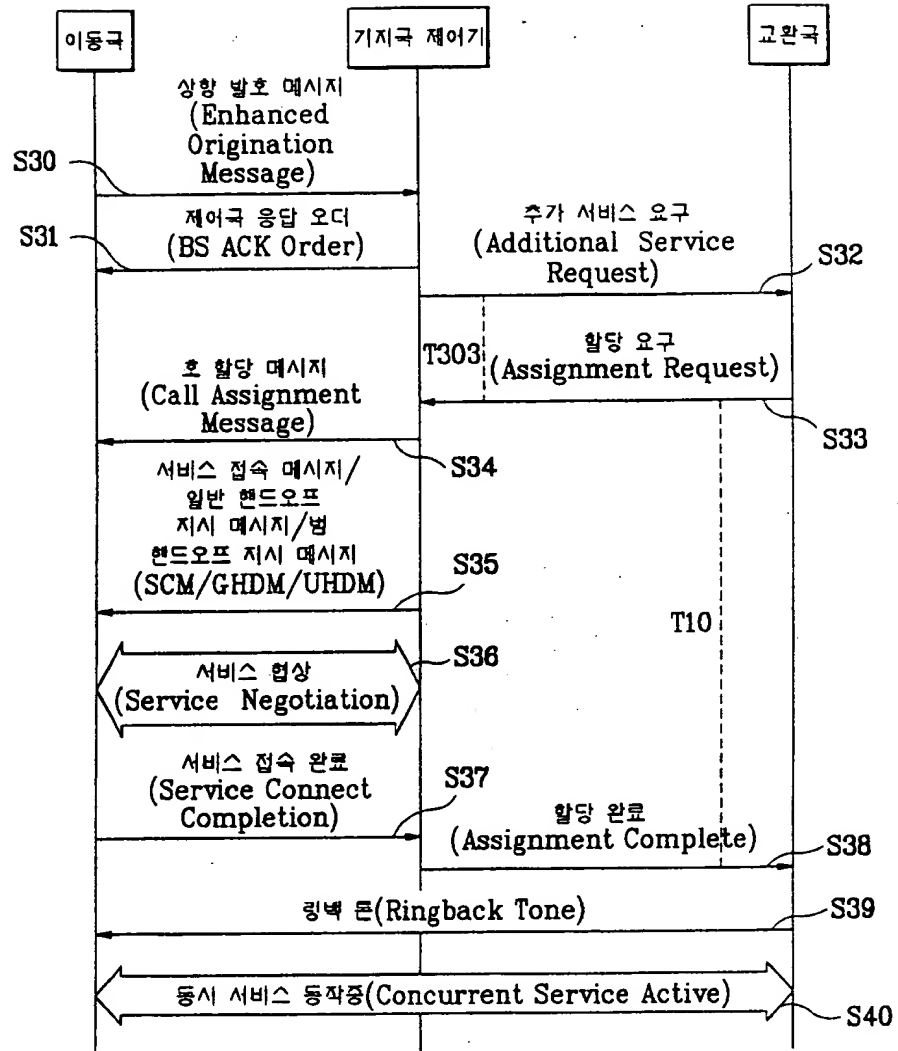 이동국
기지국 제어기
교환국
상향 발호 메시지
(Enhanced
Origination
Message)
S30
제어국 응답 오더
(BS ACK Order)
S31
추가 서비스 요구
(Additional Service
Request)
S32
T303
할당 요구
(Assignment Request)
S33
호 할당 메시지
(Call Assignment
Message)
S34
서비스 접속 메시지/
일반 핸드오프
지시 메시지/범
핸드오프 지시 메시지
(SCM/GHDM/UHDM)
S35
T10
서비스 협상
(Service Negotiation)
S36
서비스 접속 완료
(Service Connect
Completion)
S37
할당 완료
(Assignment Complete)
S38
링백 톤(Ringback Tone)
S39
동시 서비스 동작중(Concurrent Service Active)
S40